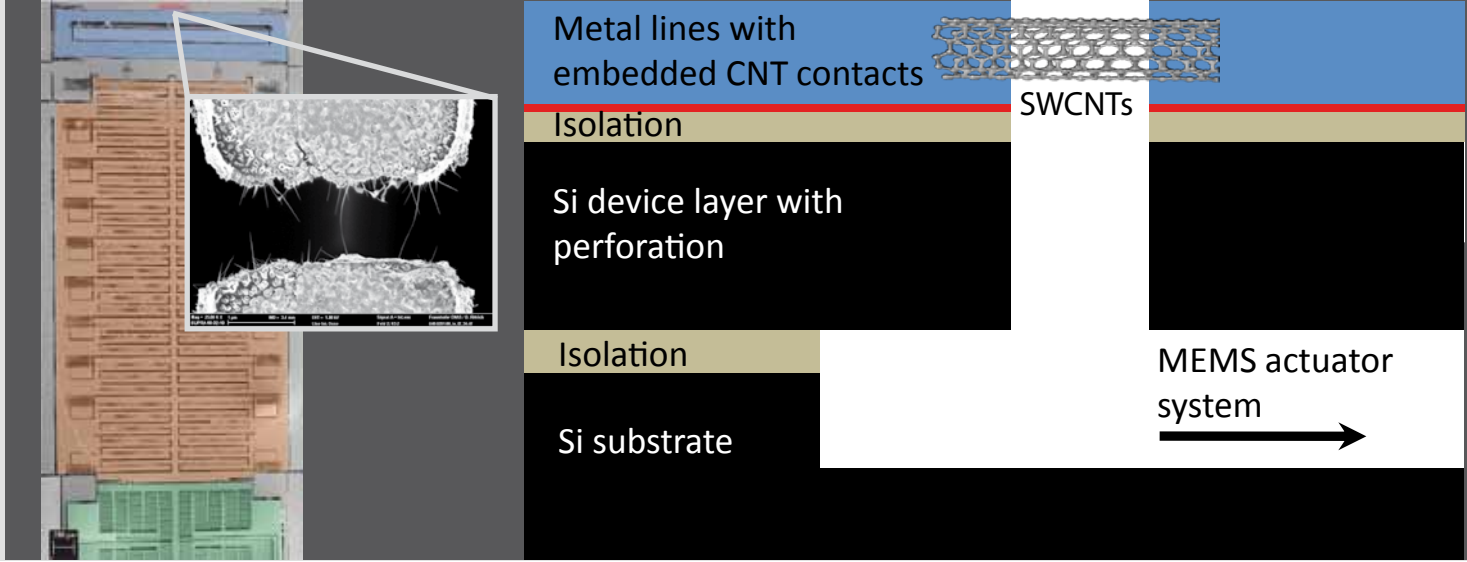 Metal lines with
embedded CNT contacts
SWCNTs
Isolation
Si device layer with
perforation
Isolation
MEMS actuator
system
Si substrate